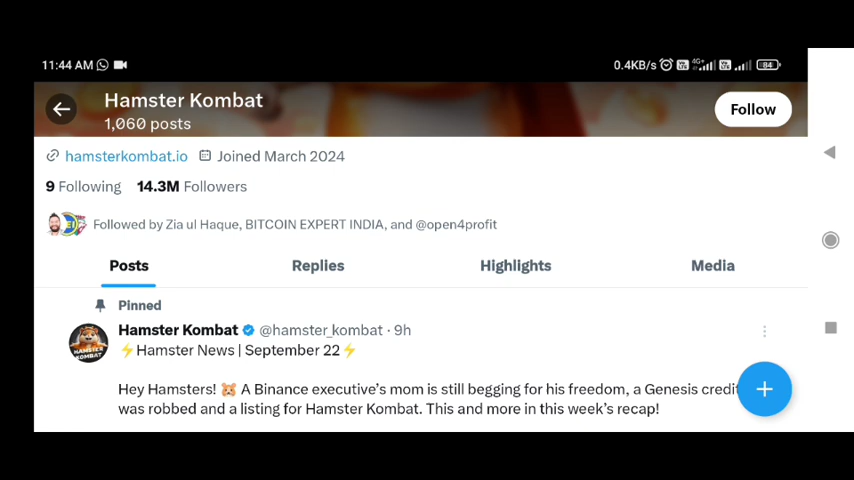 11:44 AM
0.4KB/s 4G+ 84
Hamster Kombat
1,060 posts
Follow
hamsterkombat.io Joined March 2024
9 Following 14.3M Followers
Followed by Zia ul Haque, BITCOIN EXPERT INDIA, and @open4profit
Posts Replies Highlights Media
Pinned
Hamster Kombat @hamster_kombat · 9h
⚡Hamster News | September 22⚡
Hey Hamsters! 🐹 A Binance executive's mom is still begging for his freedom, a Genesis credit
was robbed and a listing for Hamster Kombat. This and more in this week's recap!
HAMSTER
KOMBAT